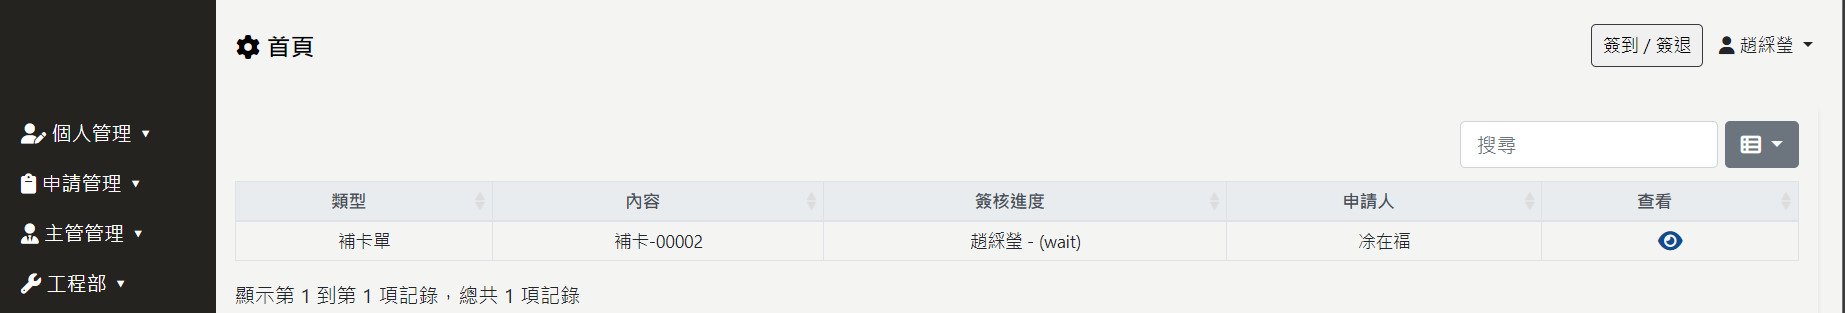 首頁
簽到 / 簽退 趙綵瑩
個人管理
申請管理
主管管理
工程部
搜尋
類型 內容 簽核進度 申請人 查看
補卡單 補卡-00002 趙綵瑩 - (wait) 凃在福
顯示第 1 到第 1 項記錄，總共 1 項記錄